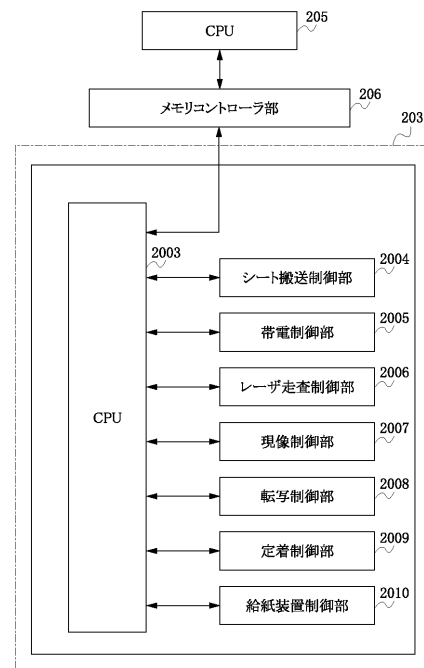 CPU
205
メモリコントローラ部
206
203
2003
CPU
シート搬送制御部
2004
帯電制御部
2005
レーザ走査制御部
2006
現像制御部
2007
転写制御部
2008
定着制御部
2009
給紙装置制御部
2010